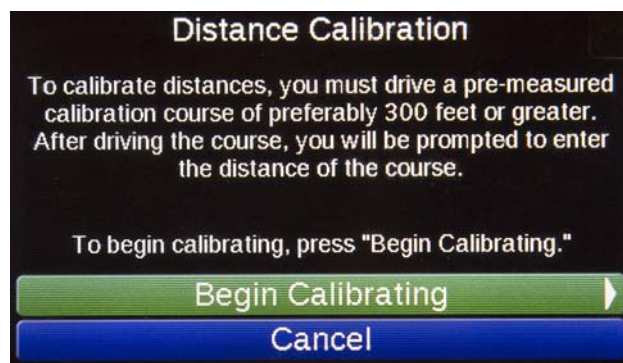 Distance Calibration
To calibrate distances, you must drive a pre-measured
calibration course of preferably 300 feet or greater.
After driving the course, you will be prompted to enter
the distance of the course.
To begin calibrating, press "Begin Calibrating."
Begin Calibrating
Cancel